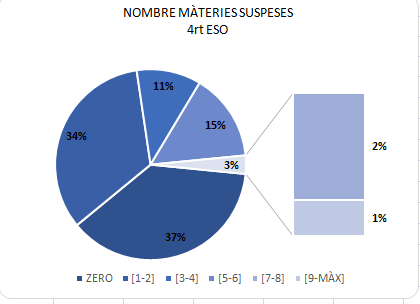 NOMBRE MÀTERIES SUSPESES
4rt ESO
11%
15%
34%
3%
2%
1%
37%
ZERO [1-2] [3-4] [5-6] [7-8] [9-MÀX]